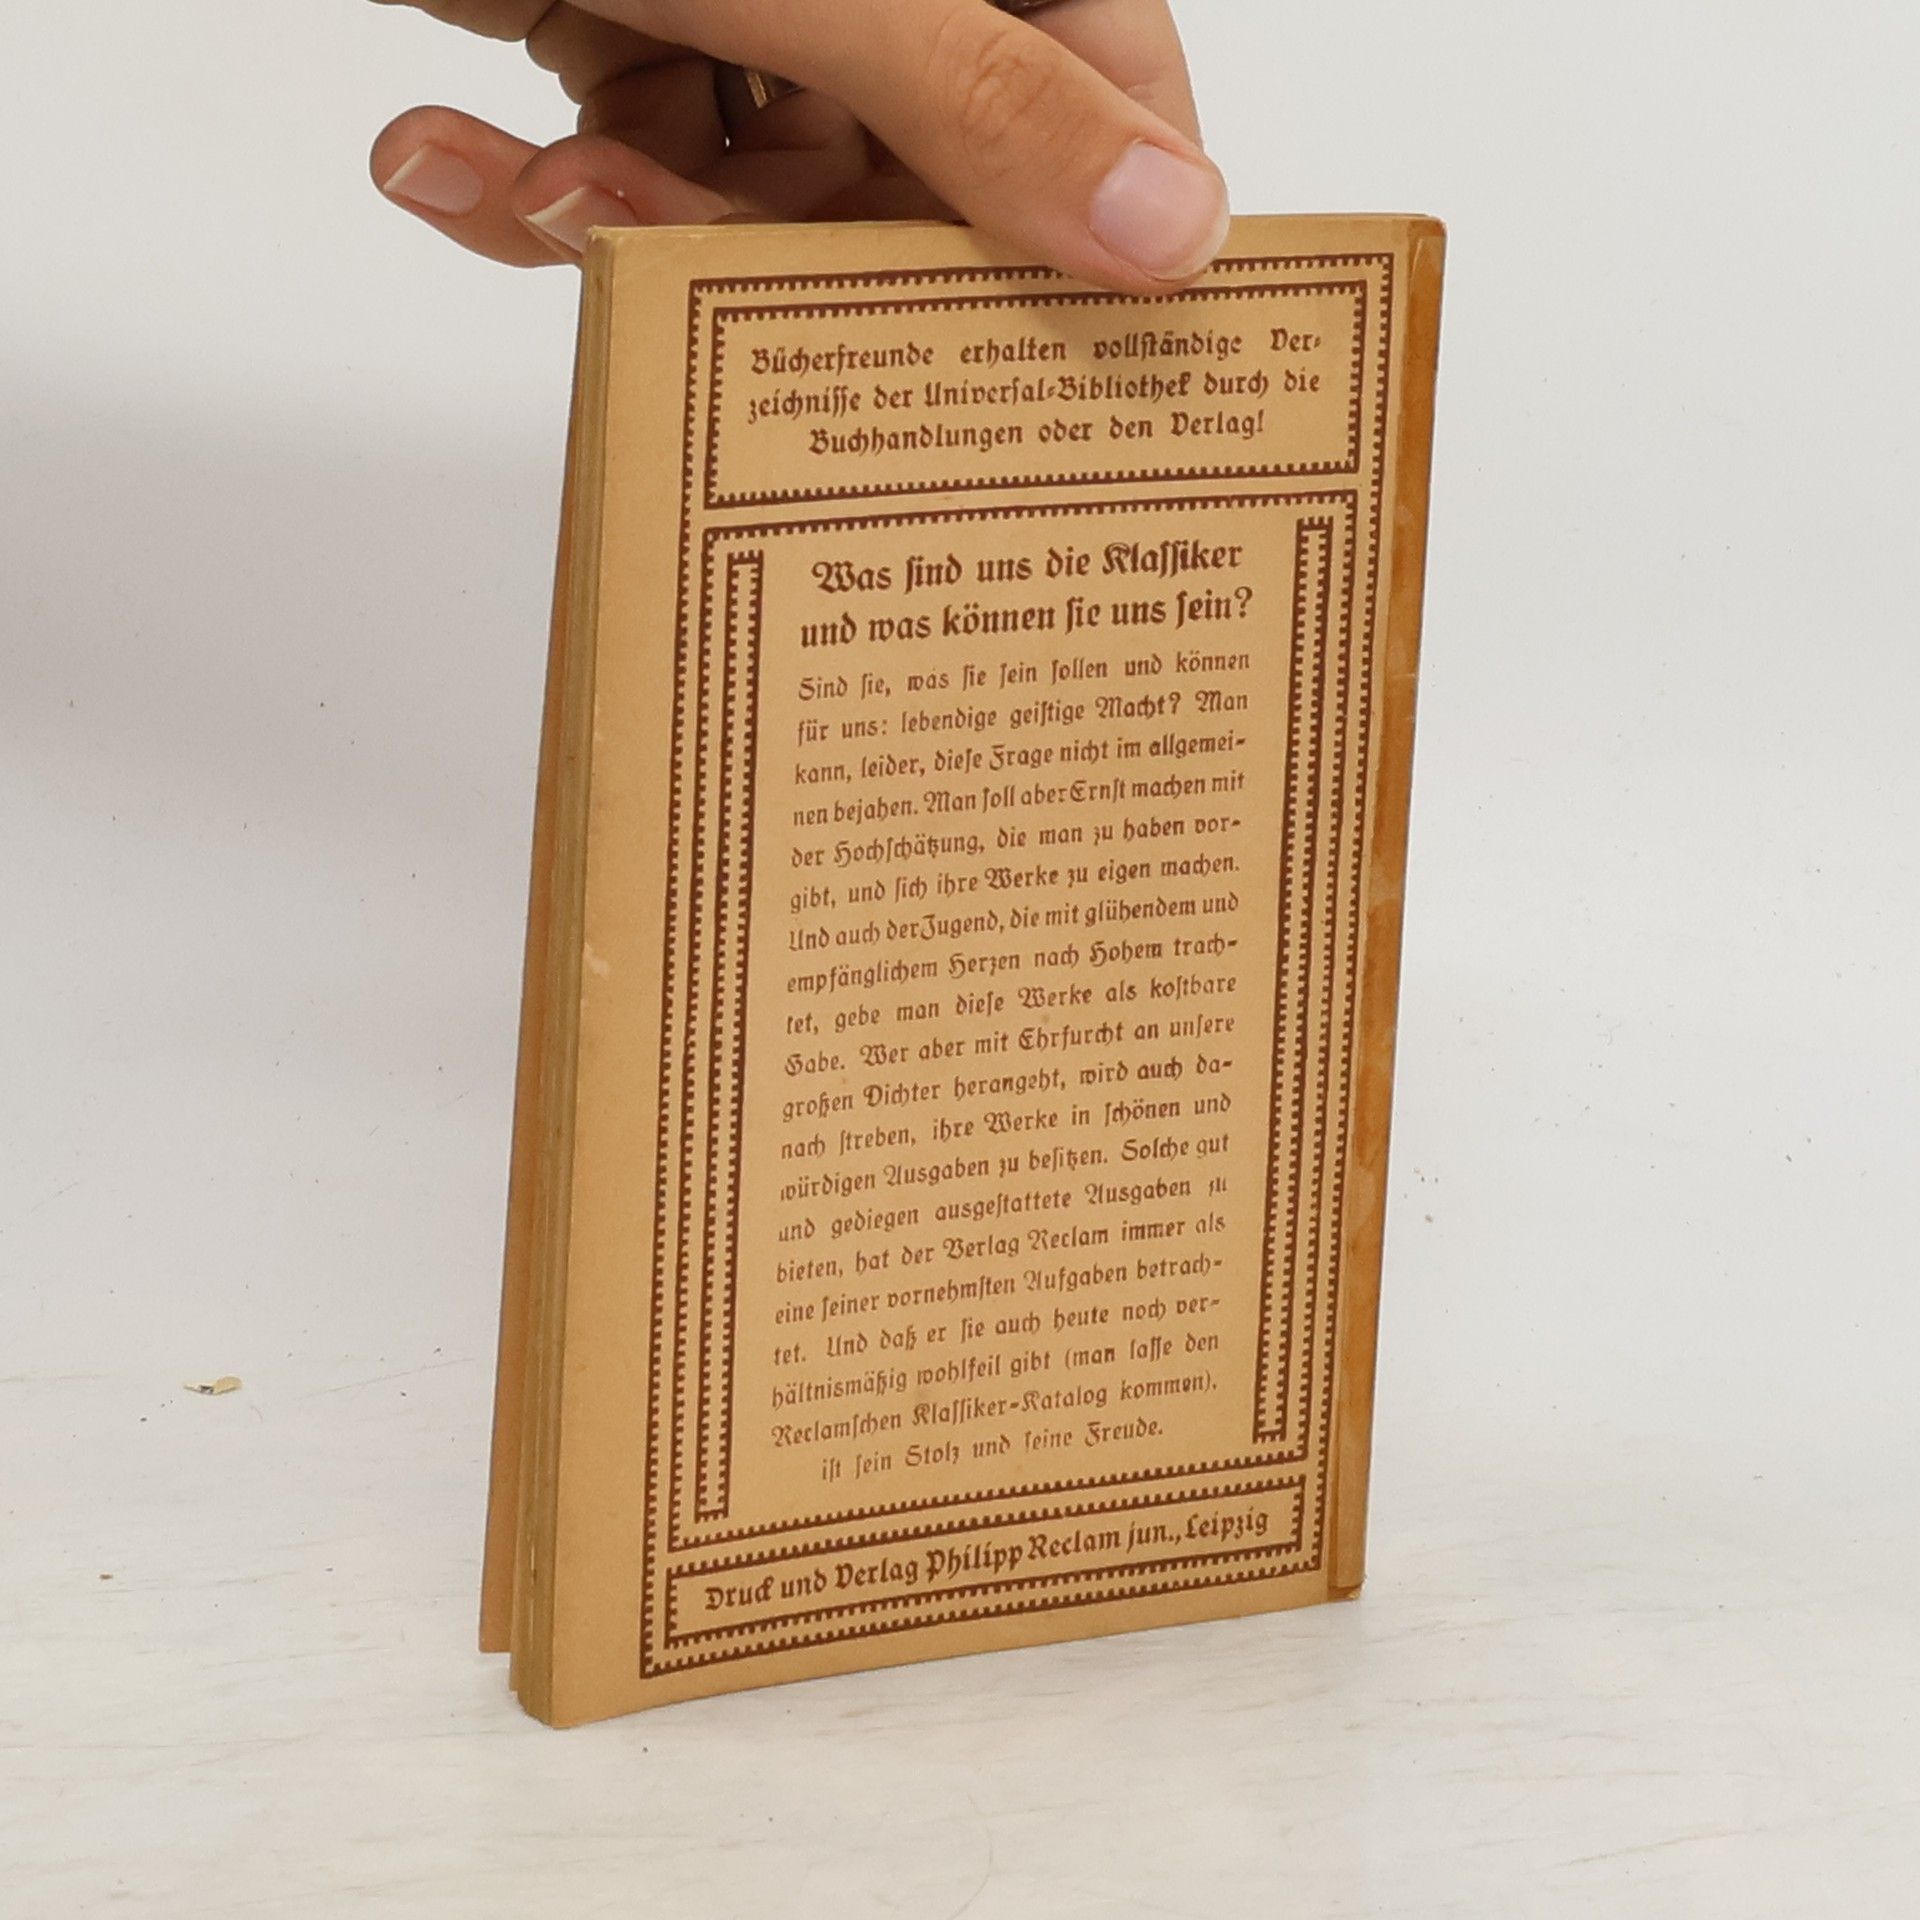 Bücherfreunde erhalten vollständige Ver-
zeichnisse der Universal-Bibliothek durch die
Buchhandlungen oder den Verlag!
Was sind uns die Klassiker
und was können sie uns sein?
Sind sie, was sie sein sollen und können
für uns: lebendige geistige Macht? Man
kann, leider, diese Frage nicht im allgemei-
nen bejahen. Man soll aber Ernst machen mit
der Hochschätzung, die man zu haben vor-
gibt, und sich ihre Werke zu eigen machen.
Und auch der Jugend, die mit glühendem und
empfänglichem Herzen nach Hohem trach-
tet, gebe man diese Werke als kostbare
Gabe. Wer aber mit Ehrfurcht an unsere
großen Dichter herangeht, wird auch da-
nach streben, ihre Werke in schönen und
würdigen Ausgaben zu besitzen. Solche gut
und gediegen ausgestattete Ausgaben zu
bieten, hat der Verlag Reclam immer als
eine seiner vornehmsten Aufgaben betrach-
tet. Und daß er sie auch heute noch ver-
hältnismäßig wohlfeil gibt (man lasse den
Reclamschen Klassiker-Katalog kommen),
ist sein Stolz und seine Freude.
Druck und Verlag Philipp Reclam jun., Leipzig